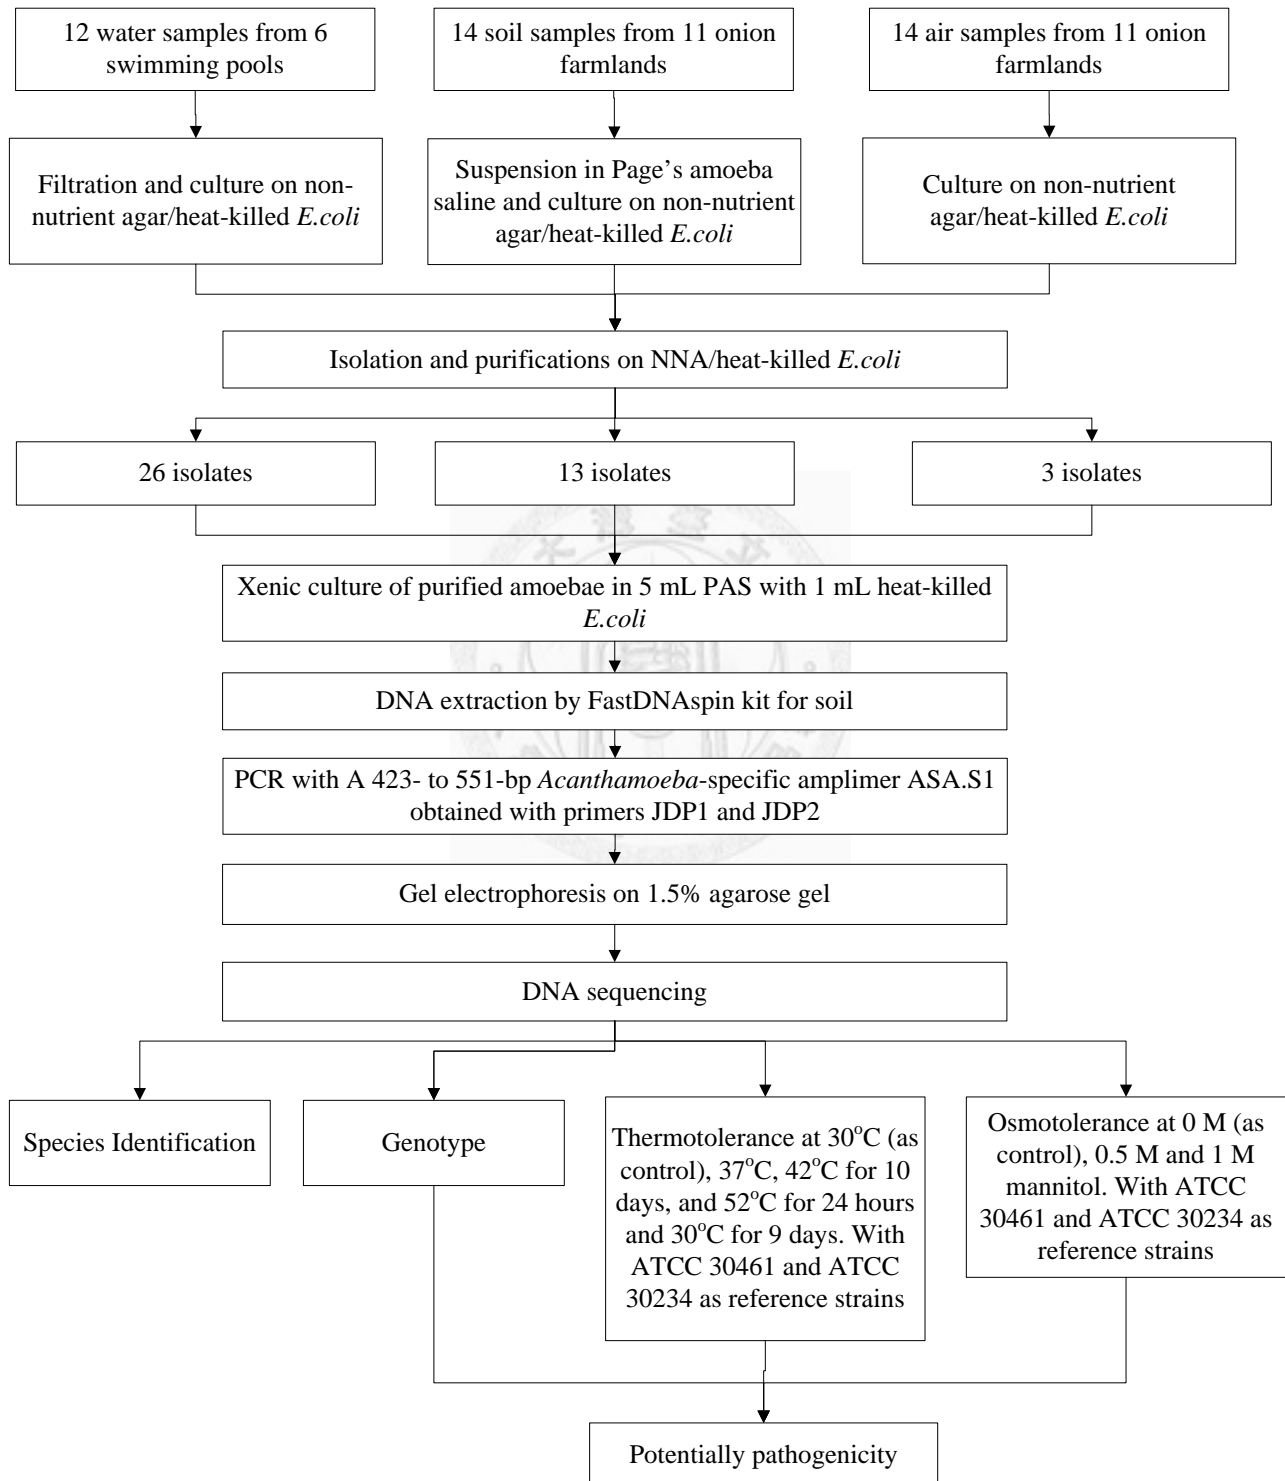 12 water samples from 6
swimming pools
14 soil samples from 11 onion
farmlands
14 air samples from 11 onion
farmlands
Filtration and culture on non-
nutrient agar/heat-killed E.coli
Suspension in Page’s amoeba
saline and culture on non-nutrient
agar/heat-killed E.coli
Culture on non-nutrient
agar/heat-killed E.coli
Isolation and purifications on NNA/heat-killed E.coli
26 isolates
13 isolates
3 isolates
Xenic culture of purified amoebae in 5 mL PAS with 1 mL heat-killed
E.coli
DNA extraction by FastDNAspin kit for soil
PCR with A 423- to 551-bp Acanthamoeba-specific amplimer ASA.S1
obtained with primers JDP1 and JDP2
Gel electrophoresis on 1.5% agarose gel
DNA sequencing
Species Identification
Genotype
Thermotolerance at 30°C (as
control), 37°C, 42°C for 10
days, and 52°C for 24 hours
and 30°C for 9 days. With
ATCC 30461 and ATCC
30234 as reference strains
Osmotolerance at 0 M (as
control), 0.5 M and 1 M
mannitol. With ATCC
30461 and ATCC 30234 as
reference strains
Potentially pathogenicity